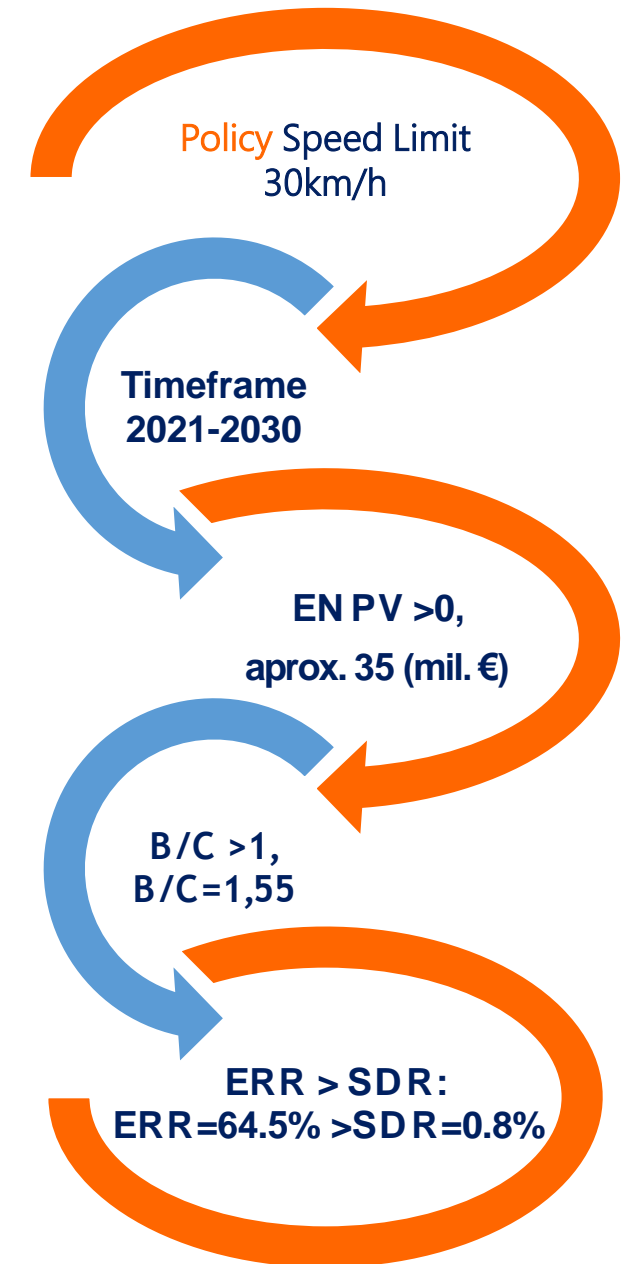 Policy Speed Limit
30km/h
Timeframe
2021-2030
EN PV >0,
aprox. 35 (mil. €)
B/C >1,
B/C=1,55
ERR > SDR:
ERR=64.5% >SDR=0.8%